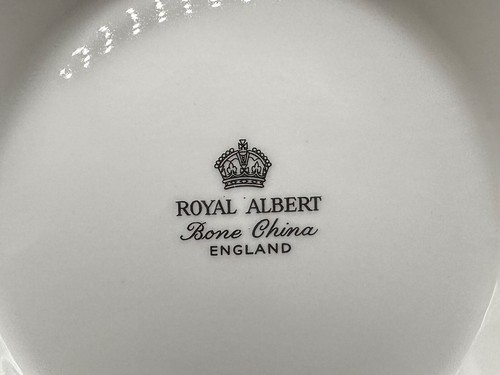 ROYAL ALBERT
Bone China
ENGLAND